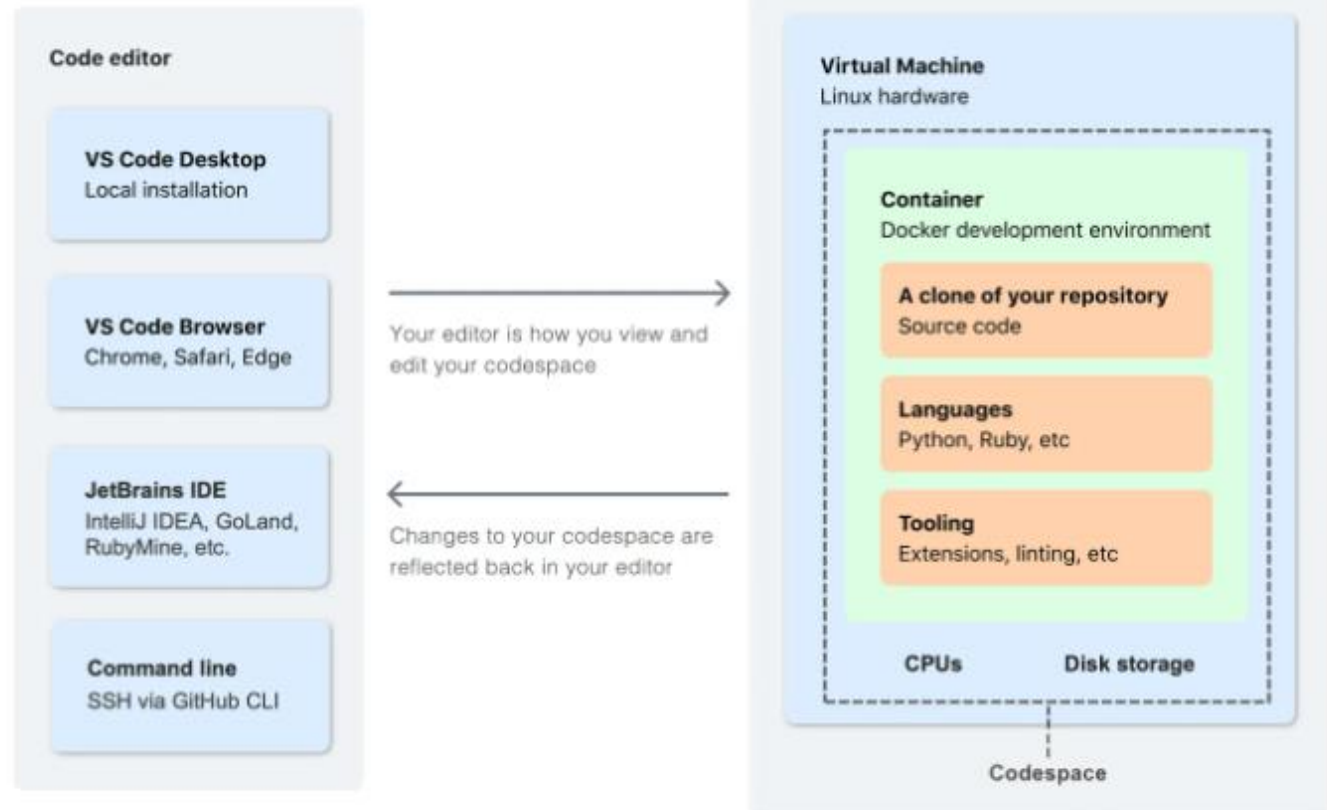 Code editor
VS Code Desktop
Local installation
VS Code Browser
Chrome, Safari, Edge
JetBrains IDE
IntelliJ IDEA, GoLand,
RubyMine, etc.
Command line
SSH via GitHub CLI
Your editor is how you view and
edit your codespace
Changes to your codespace are
reflected back in your editor
Virtual Machine
Linux hardware
Container
Docker development environment
A clone of your repository
Source code
Languages
Python, Ruby, etc
Tooling
Extensions, linting, etc
CPUs
Disk storage
Codespace